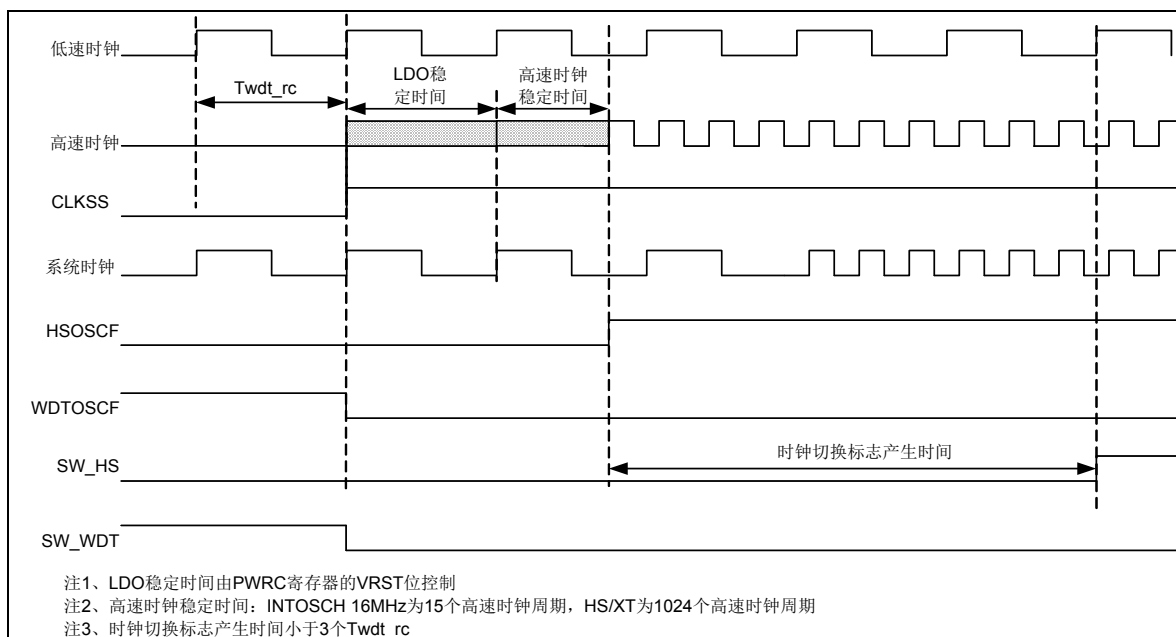 低速时钟
Twdt_rc
LDO稳
定时间
高速时钟
稳定时间
高速时钟
CLKSS
系统时钟
HSOSCF
WDTOSCF
时钟切换标志产生时间
SW_HS
SW_WDT
注1、LDO稳定时间由PWRC寄存器的VRST位控制
注2、高速时钟稳定时间：INTOSCH 16MHz为15个高速时钟周期，HS/XT为1024个高速时钟周期
注3、时钟切换标志产生时间小于3个Twdt_rc